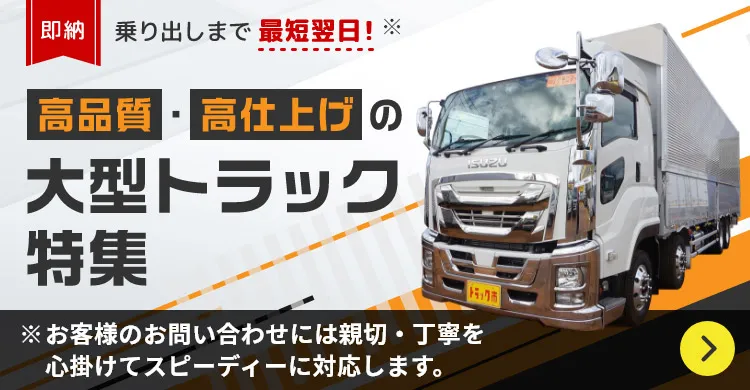 即納
乗り出しまで 最短翌日!※
高品質・高仕上げの
大型トラック
特集
ISUZU
トラック市
※お客様のお問い合わせには親切・丁寧を
心掛けてスピーディーに対応します。